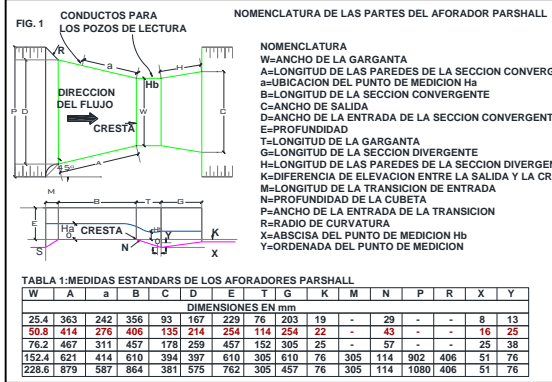 NOMENCLATURA DE LAS PARTES DEL AFORADOR PARSHALL
FIG. 1
CONDUCTOS PARA
LOS POZOS DE LECTURA
R
a
H
Hb
P
D
DIRECCION
DEL FLUJO
W
C
CRESTA
45°
A
M
B
T
G
E
Ha
CRESTA
N
Y
K
S
X
NOMENCLATURA
W=ANCHO DE LA GARGANTA
A=LONGITUD DE LAS PAREDES DE LA SECCION CONVERG
a=UBICACION DEL PUNTO DE MEDICION Ha
B=LONGITUD DE LA SECCION CONVERGENTE
C=ANCHO DE SALIDA
D=ANCHO DE LA ENTRADA DE LA SECCION CONVERGENT
E=PROFUNDIDAD
T=LONGITUD DE LA GARGANTA
G=LONGITUD DE LA SECCION DIVERGENTE
H=LONGITUD DE LAS PAREDES DE LA SECCION DIVERGEN
K=DIFERENCIA DE ELEVACION ENTRE LA SALIDA Y LA CR
M=LONGITUD DE LA TRANSICION DE ENTRADA
N=PROFUNDIDAD DE LA CUBETA
P=ANCHO DE LA ENTRADA DE LA TRANSICION
R=RADIO DE CURVATURA
X=ABSCISA DEL PUNTO DE MEDICION Hb
Y=ORDENADA DEL PUNTO DE MEDICION
TABLA 1:MEDIDAS ESTANDARS DE LOS AFORADORES PARSHALL
W A a B C D E T G K M N P R X Y
DIMENSIONES EN mm
25.4 363 242 356 93 167 229 76 203 19 - 29 - - 8 13
50.8 414 276 406 135 214 254 114 254 22 - 43 - - 16 25
76.2 467 311 457 178 259 457 152 305 25 - 57 - - 25 38
152.4 621 414 610 394 397 610 305 610 76 305 114 902 406 51 76
228.6 879 587 864 381 575 762 305 457 76 305 114 1080 406 51 76